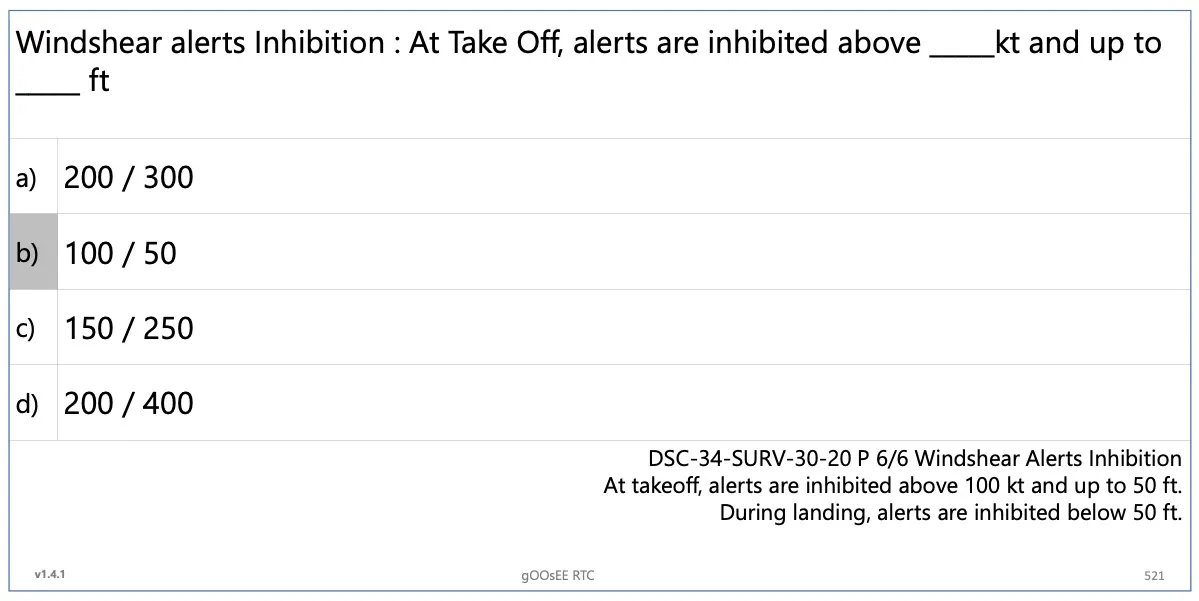 Windshear alerts Inhibition : At Take Off, alerts are inhibited above _____kt and up to
_____ ft
a) 200 / 300
b) 100 / 50
c) 150 / 250
d) 200 / 400
DSC-34-SURV-30-20 P 6/6 Windshear Alerts Inhibition
At takeoff, alerts are inhibited above 100 kt and up to 50 ft.
During landing, alerts are inhibited below 50 ft.
v1.4.1 gOOsEE RTC 521